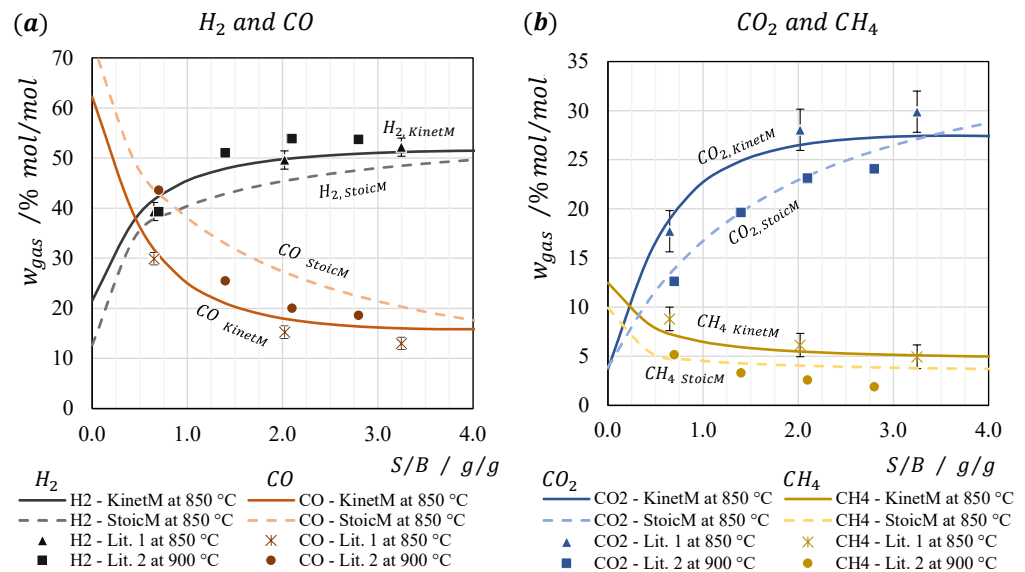 (a) H2 and CO
w_gas /% mol/mol
70
60
50
40
30
20
10
0
0.0 1.0 2.0 3.0 4.0
H2,KinetM
H2,StoicM
CO StoicM
CO KinetM
S/B / g/g
H2 CO
H2 - KinetM at 850 °C CO - KinetM at 850 °C
H2 - StoicM at 850 °C CO - StoicM at 850 °C
H2 - Lit. 1 at 850 °C CO - Lit. 1 at 850 °C
H2 - Lit. 2 at 900 °C CO - Lit. 2 at 900 °C
(b) CO2 and CH4
w_gas /% mol/mol
35
30
25
20
15
10
5
0
0.0 1.0 2.0 3.0 4.0
CO2,KinetM
CO2,StoicM
CH4 KinetM
CH4 StoicM
S/B / g/g
CO2 CH4
CO2 - KinetM at 850 °C CH4 - KinetM at 850 °C
CO2 - StoicM at 850 °C CH4 - StoicM at 850 °C
CO2 - Lit. 1 at 850 °C CH4 - Lit. 1 at 850 °C
CO2 - Lit. 2 at 900 °C CH4 - Lit. 2 at 900 °C